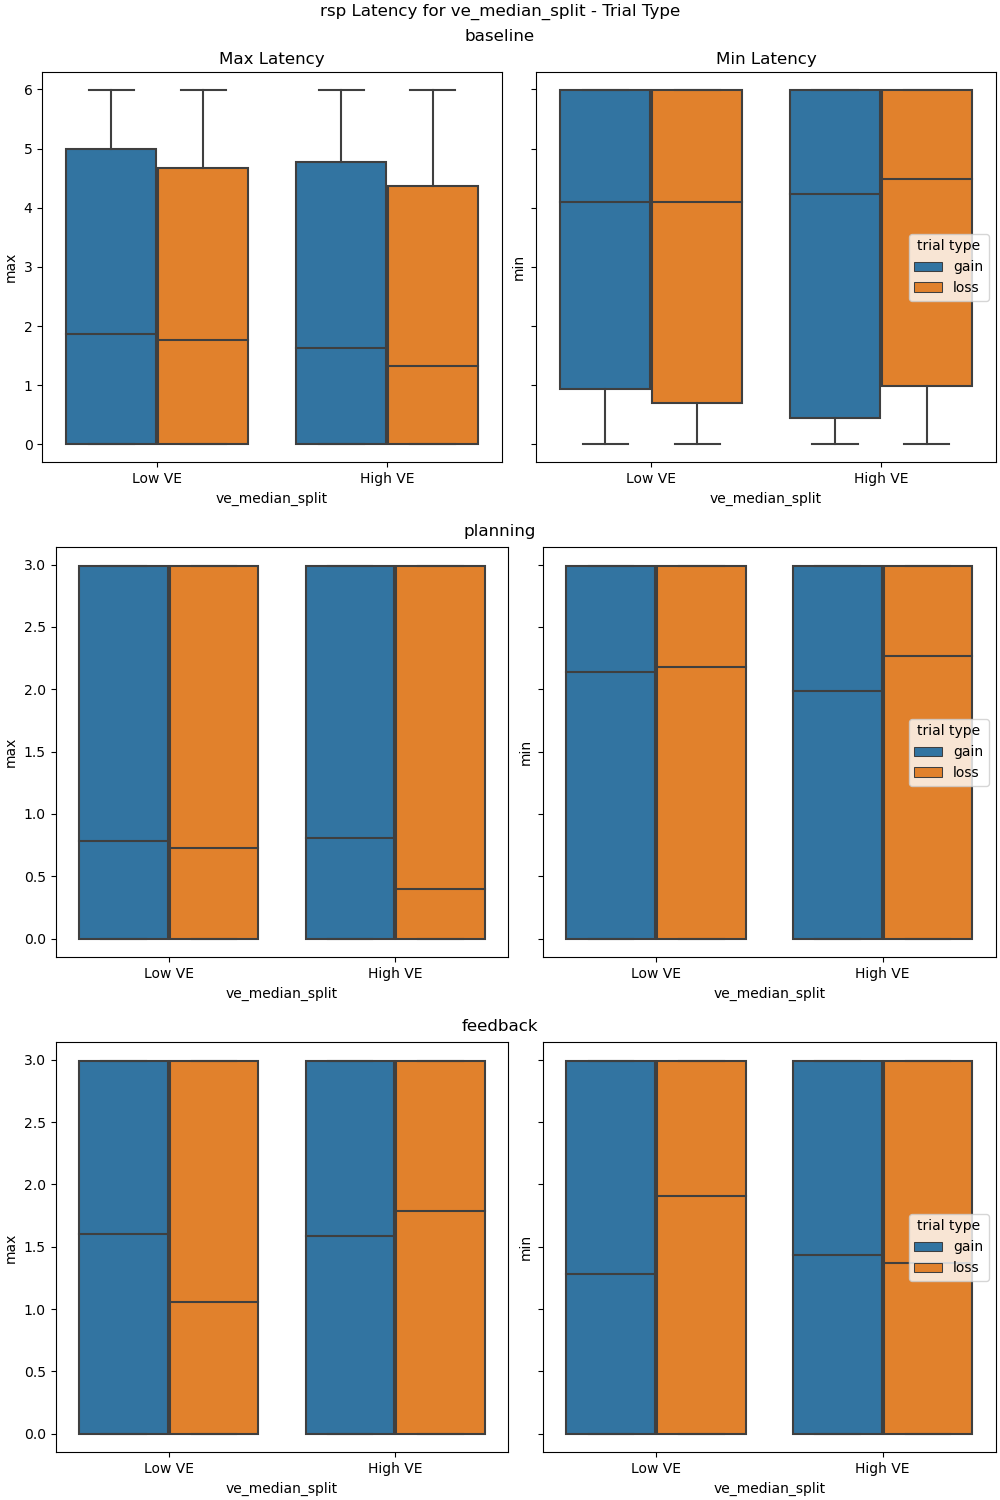 rsp Latency for ve_median_split - Trial Type
baseline
Max Latency
Min Latency
max
6
5
4
3
2
1
0
Low VE
High VE
ve_median_split
min
trial type
gain
loss
Low VE
High VE
ve_median_split
planning
max
3.0
2.5
2.0
1.5
1.0
0.5
0.0
Low VE
High VE
ve_median_split
min
trial type
gain
loss
Low VE
High VE
ve_median_split
feedback
max
3.0
2.5
2.0
1.5
1.0
0.5
0.0
Low VE
High VE
ve_median_split
min
trial type
gain
loss
Low VE
High VE
ve_median_split